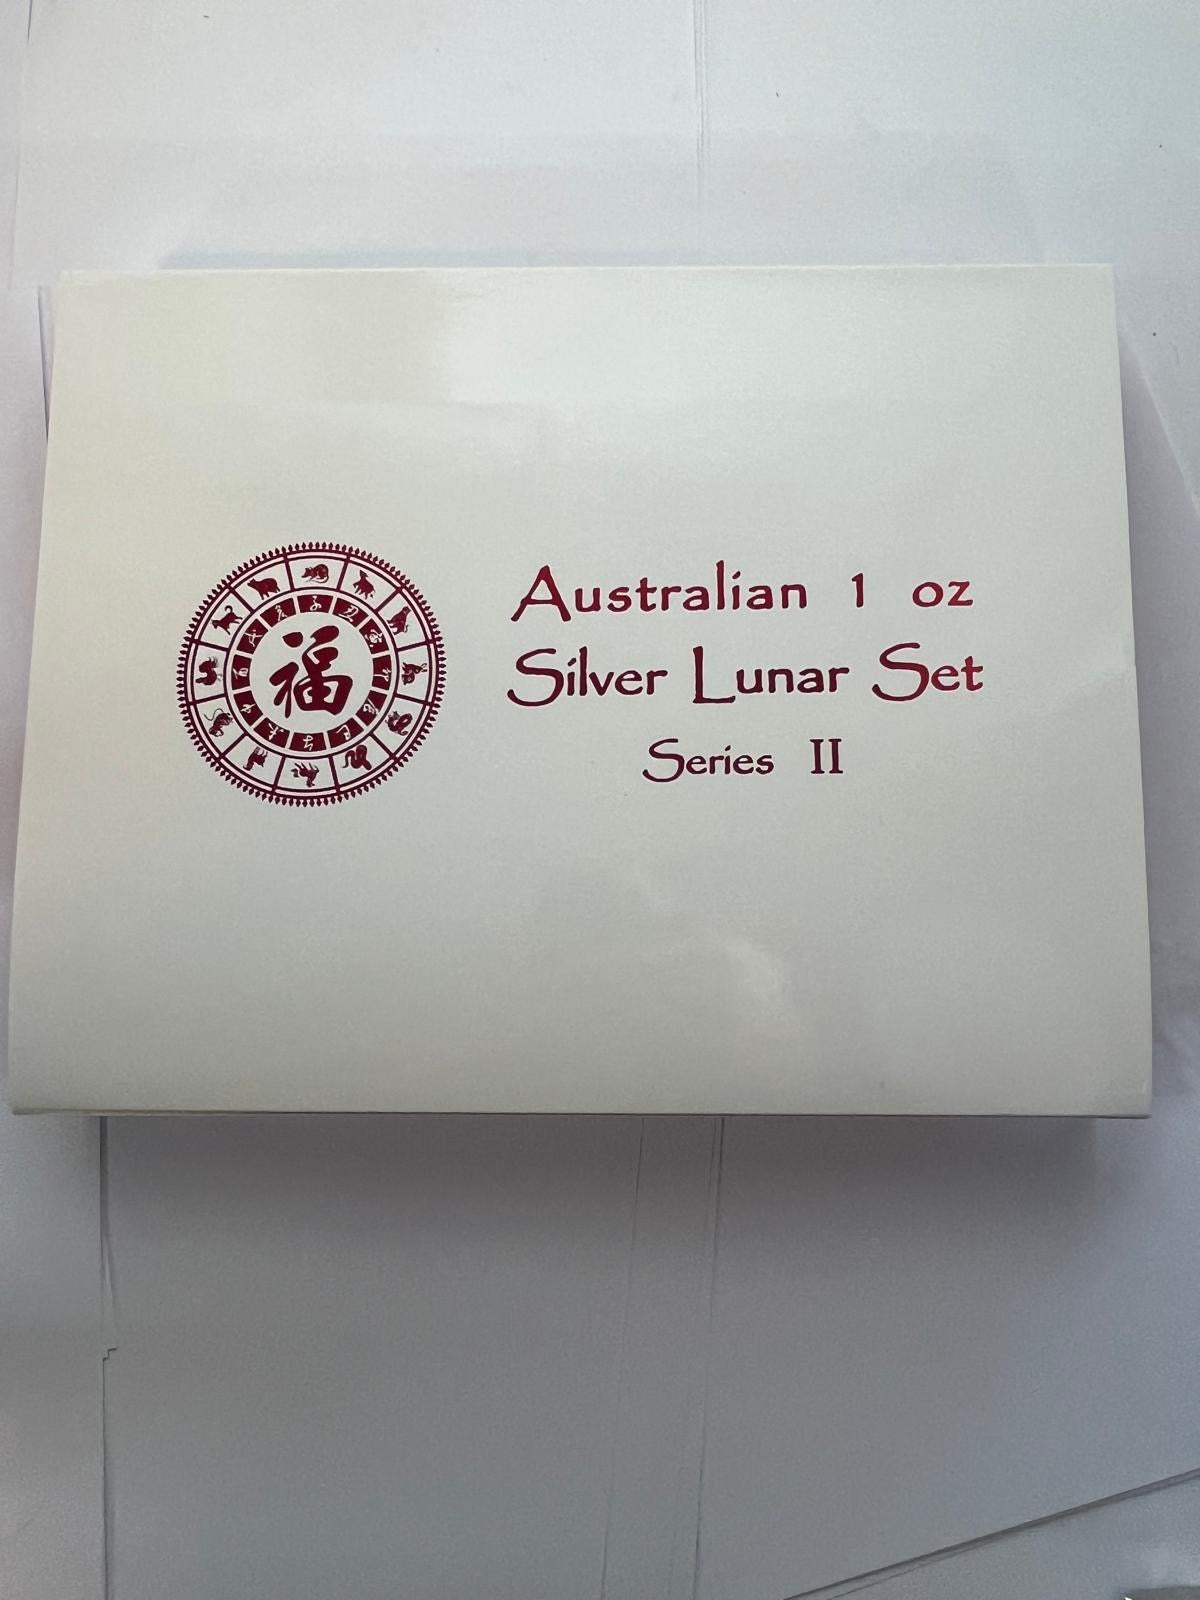 福
Australian 1 oz
Silver Lunar Set
Series II